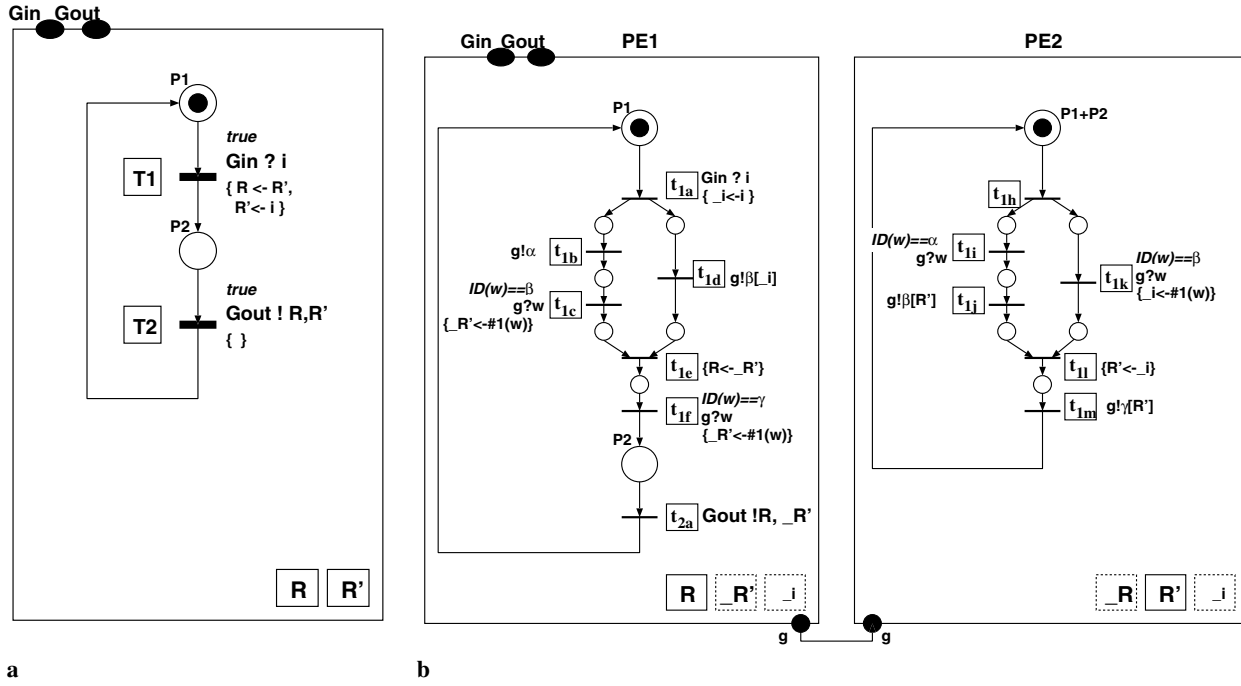 Gin Gout
P1
true
Gin ? i
T1
{ R <- R',
R'<- i }
P2
true
Gout ! R,R'
T2
{ }
R R'
a
Gin Gout
PE1
P1
Gin ? i
t1a
{ _i<-i }
g!α
t1b
t1d
g!β[_i]
ID(w)==β
g?w
t1c
{_R'<-#1(w)}
t1e
{R<-_R'}
ID(w)==γ
t1f
g?w
{_R'<-#1(w)}
P2
t2a
Gout !R, _R'
R _R' _i
g
b
PE2
P1+P2
t1h
ID(w)==α
g?w
t1i
ID(w)==β
g?w
t1k
{_i<-#1(w)}
g!β[R']
t1j
t1l
{R'<-_i}
t1m
g!γ[R']
_R R' _i
g